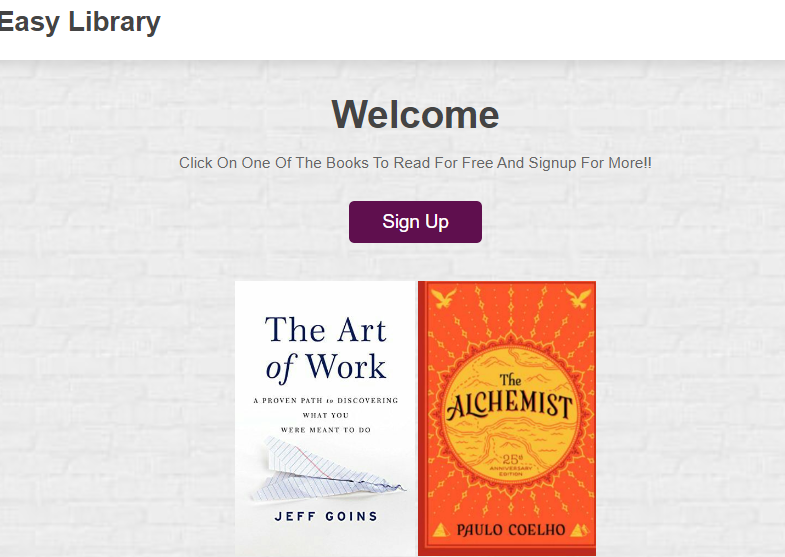 Easy Library
Welcome
Click On One Of The Books To Read For Free And Signup For More!!
Sign Up
The Art
of Work
A PROVEN PATH to DISCOVERING
WHAT YOU
WERE MEANT TO DO
JEFF GOINS
The
ALCHEMIST
25th
ANNIVERSARY
EDITION
PAULO COELHO